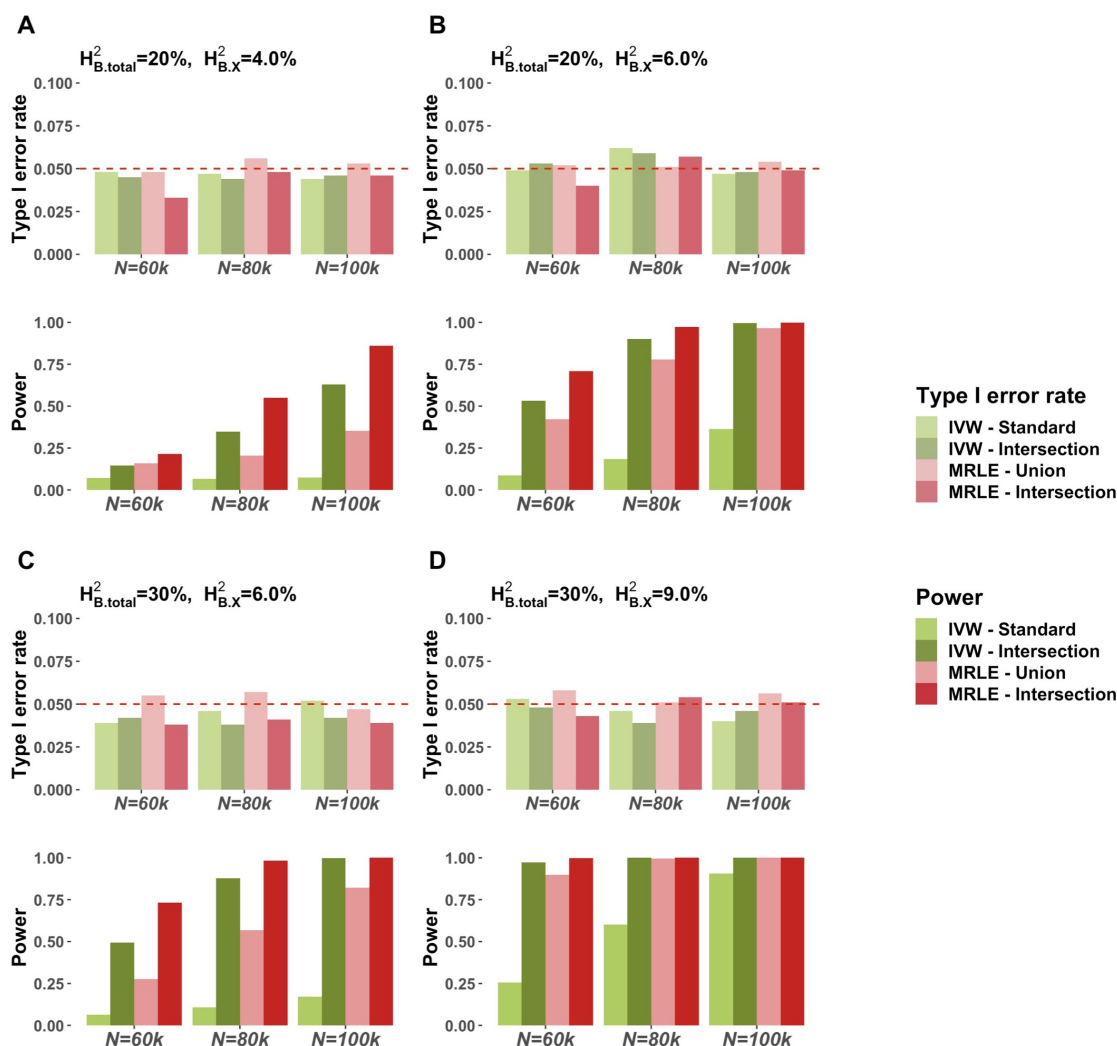 A
H²_B.total=20%, H²_B.X=4.0%
Type I error rate
0.100
0.075
0.050
0.025
0.000
N=60k N=80k N=100k
Power
1.00
0.75
0.50
0.25
0.00
N=60k N=80k N=100k
B
H²_B.total=20%, H²_B.X=6.0%
Type I error rate
0.100
0.075
0.050
0.025
0.000
N=60k N=80k N=100k
Power
1.00
0.75
0.50
0.25
0.00
N=60k N=80k N=100k
C
H²_B.total=30%, H²_B.X=6.0%
Type I error rate
0.100
0.075
0.050
0.025
0.000
N=60k N=80k N=100k
Power
1.00
0.75
0.50
0.25
0.00
N=60k N=80k N=100k
D
H²_B.total=30%, H²_B.X=9.0%
Type I error rate
0.100
0.075
0.050
0.025
0.000
N=60k N=80k N=100k
Power
1.00
0.75
0.50
0.25
0.00
N=60k N=80k N=100k
Type I error rate
IVW - Standard
IVW - Intersection
MRLE - Union
MRLE - Intersection
Power
IVW - Standard
IVW - Intersection
MRLE - Union
MRLE - Intersection